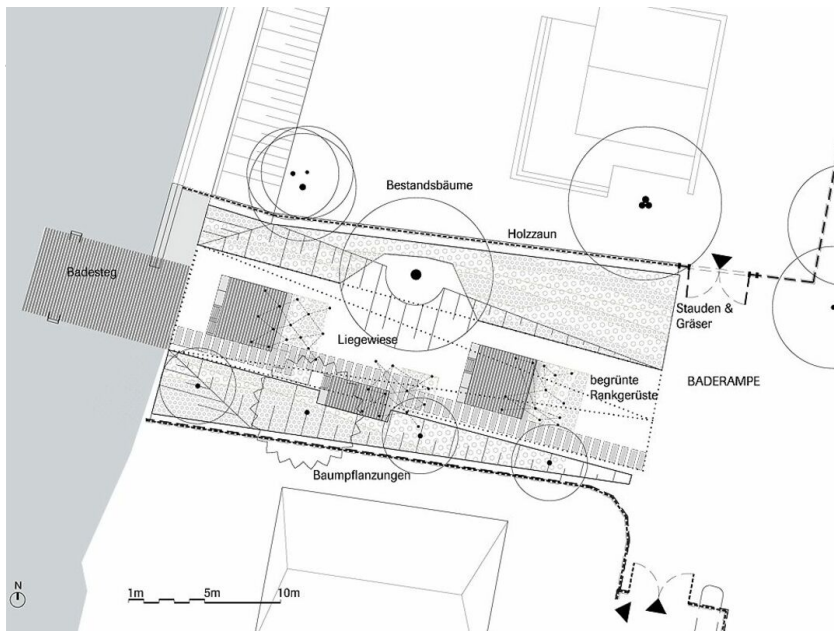 Bestandsbäume
Holzzaun
Badesteg
Stauden &
Gräser
Liegewiese
begrünte
Rankgerüste
BADERAMPE
Baumpflanzungen
N
1m
5m
10m